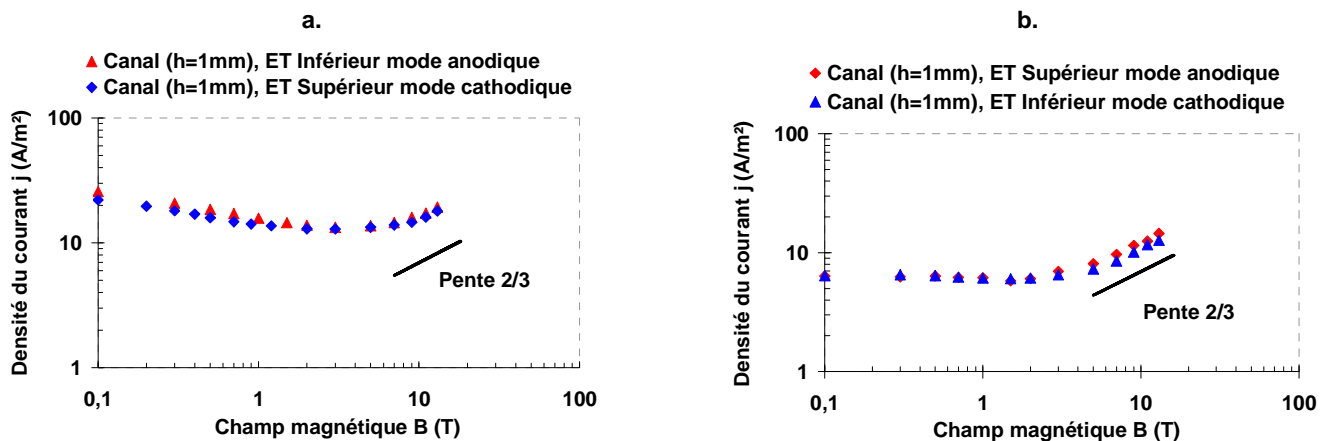 a.
Canal (h=1mm), ET Inférieur mode anodique
Canal (h=1mm), ET Supérieur mode cathodique
Densité du courant j (A/m²)
100
10
1
Pente 2/3
0,1
1
10
100
Champ magnétique B (T)
b.
Canal (h=1mm), ET Supérieur mode anodique
Canal (h=1mm), ET Inférieur mode cathodique
Densité du courant j (A/m²)
100
10
1
Pente 2/3
0,1
1
10
100
Champ magnétique B (T)